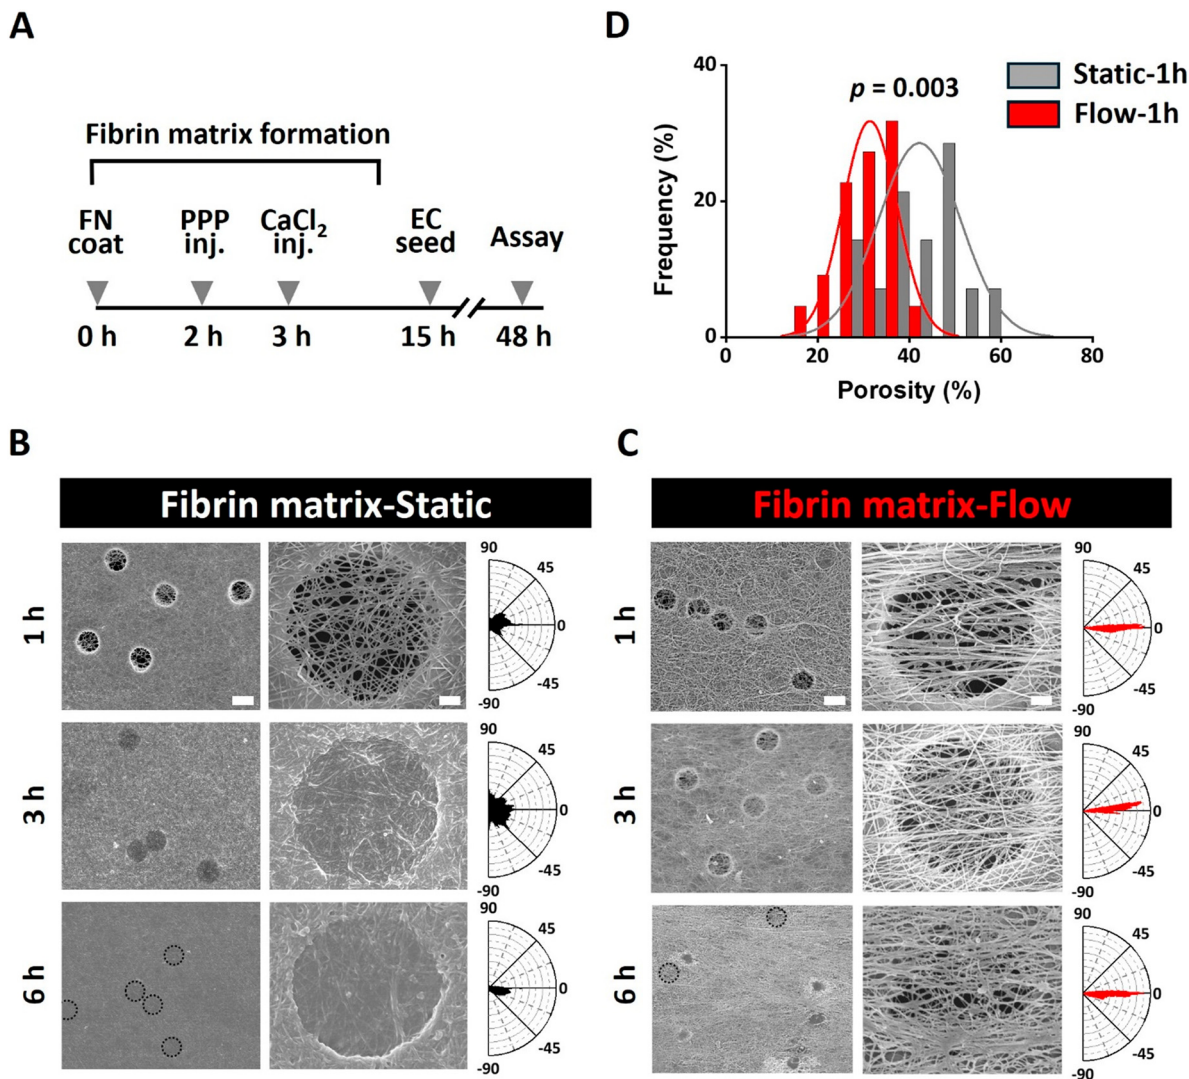 A
Fibrin matrix formation
FN
coat
PPP
inj.
CaCl2
inj.
EC
seed
Assay
0 h
2 h
3 h
15 h
48 h
D
p = 0.003
Static-1h
Flow-1h
Frequency (%)
40
20
0
0
20
40
60
80
Porosity (%)
B
Fibrin matrix-Static
1 h
90
45
0
-45
-90
3 h
90
45
0
-45
-90
6 h
90
45
0
-45
-90
C
Fibrin matrix-Flow
1 h
90
45
0
-45
-90
3 h
90
45
0
-45
-90
6 h
90
45
0
-45
-90